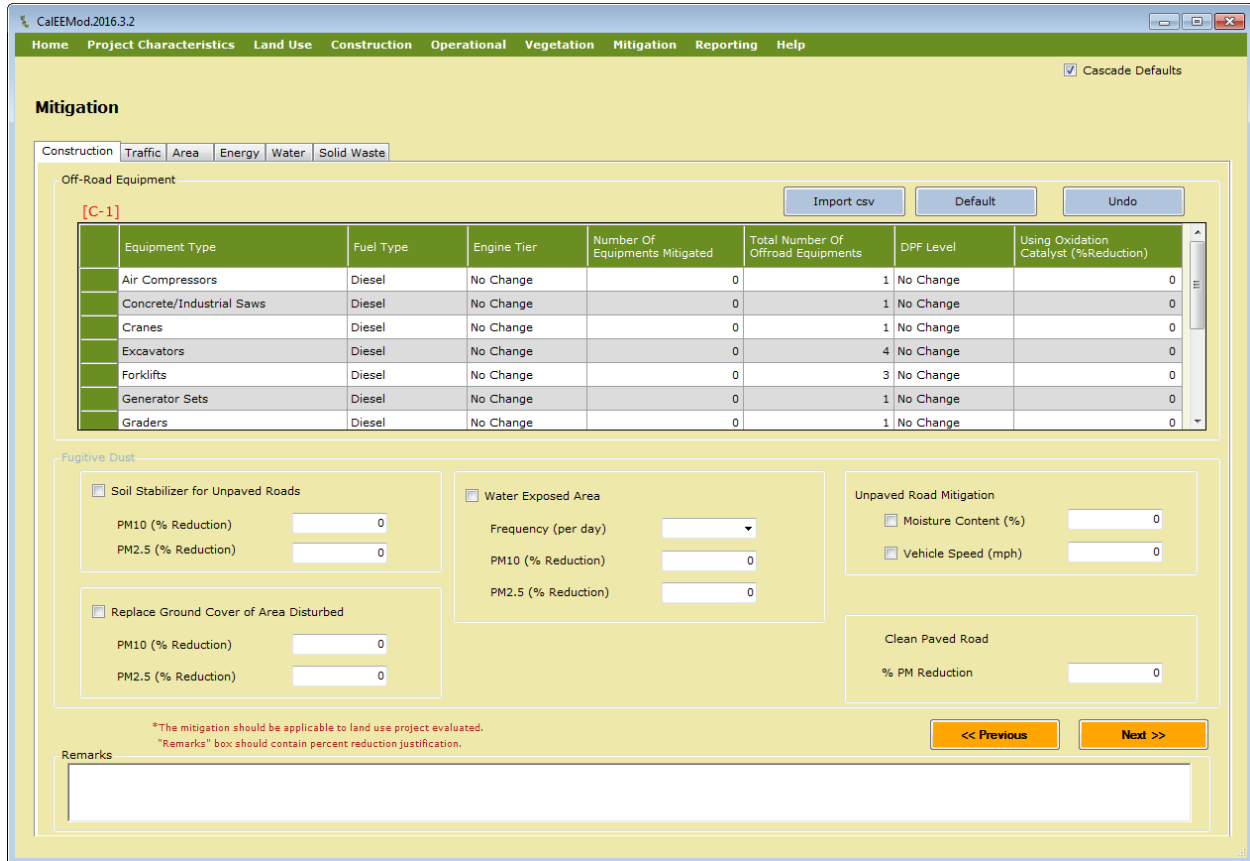 CalEEMod.2016.3.2
Home Project Characteristics Land Use Construction Operational Vegetation Mitigation Reporting Help
Cascade Defaults
Mitigation
Construction Traffic Area Energy Water Solid Waste
Off-Road Equipment
[C-1]
Import csv Default Undo
Equipment Type Fuel Type Engine Tier Number Of Equipments Mitigated Total Number Of Offroad Equipments DPF Level Using Oxidation Catalyst (%Reduction)
Air Compressors Diesel No Change 0 1 No Change 0
Concrete/Industrial Saws Diesel No Change 0 1 No Change 0
Cranes Diesel No Change 0 1 No Change 0
Excavators Diesel No Change 0 4 No Change 0
Forklifts Diesel No Change 0 3 No Change 0
Generator Sets Diesel No Change 0 1 No Change 0
Graders Diesel No Change 0 1 No Change 0
Fugitive Dust
Soil Stabilizer for Unpaved Roads
PM10 (% Reduction) 0
PM2.5 (% Reduction) 0
Replace Ground Cover of Area Disturbed
PM10 (% Reduction) 0
PM2.5 (% Reduction) 0
Water Exposed Area
Frequency (per day)
PM10 (% Reduction) 0
PM2.5 (% Reduction) 0
Unpaved Road Mitigation
Moisture Content (%) 0
Vehicle Speed (mph) 0
Clean Paved Road
% PM Reduction 0
*The mitigation should be applicable to land use project evaluated.
"Remarks" box should contain percent reduction justification.
<< Previous Next >>
Remarks